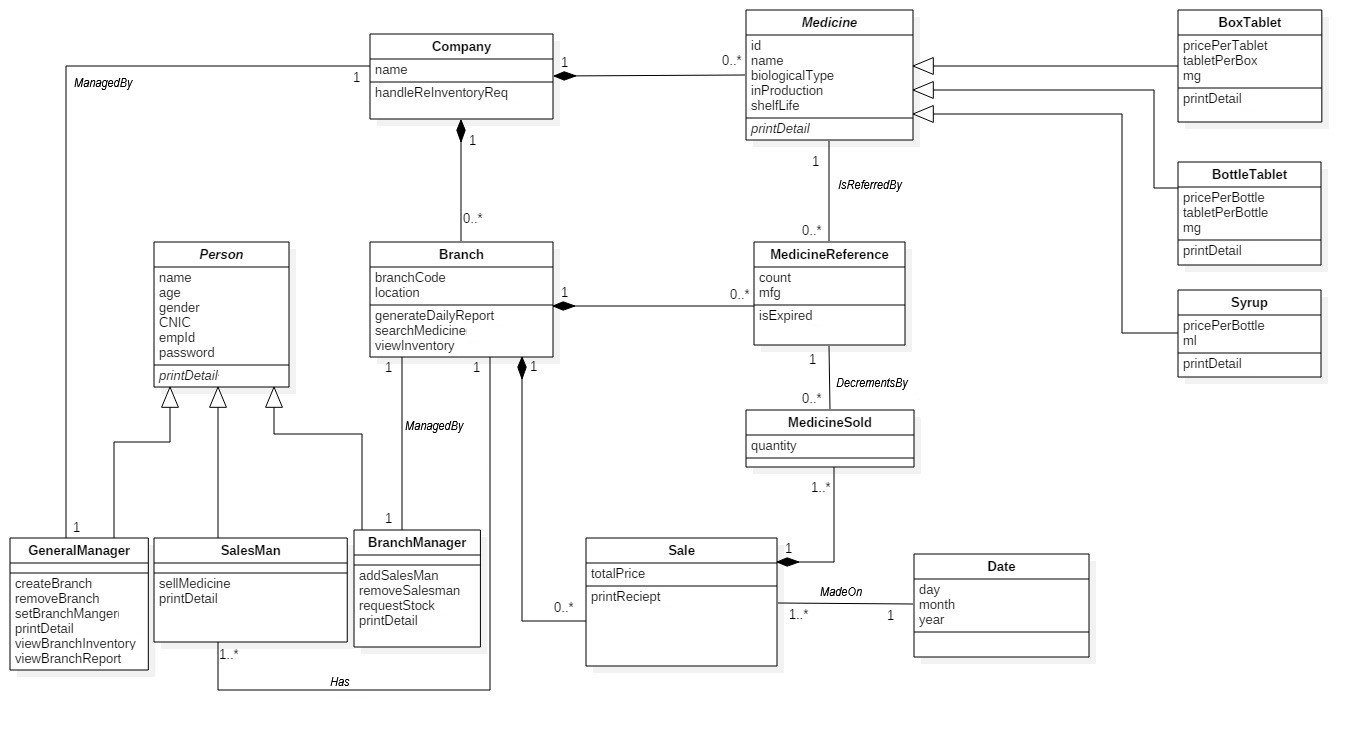 Company
name
handleReInventoryReq
1
0..*
Medicine
id
name
biologicalType
inProduction
shelfLife
printDetail
BoxTablet
pricePerTablet
tabletPerBox
mg
printDetail
ManagedBy
1
1
0..*
1
IsReferredBy
0..*
BottleTablet
pricePerBottle
tabletPerBottle
mg
printDetail
Person
name
age
gender
CNIC
empId
password
printDetail
Branch
branchCode
location
generateDailyReport
searchMedicine
viewInventory
1
0..*
MedicineReference
count
mfg
isExpired
Syrup
pricePerBottle
ml
printDetail
1
1
1
ManagedBy
1
1
DecrementsBy
0..*
MedicineSold
quantity
1..*
1
GeneralManager
createBranch
removeBranch
setBranchManger
printDetail
viewBranchInventory
viewBranchReport
SalesMan
sellMedicine
printDetail
BranchManager
addSalesMan
removeSalesman
requestStock
printDetail
0..*
Sale
totalPrice
printReciept
1
MadeOn
1..*
1
Date
day
month
year
1..*
Has